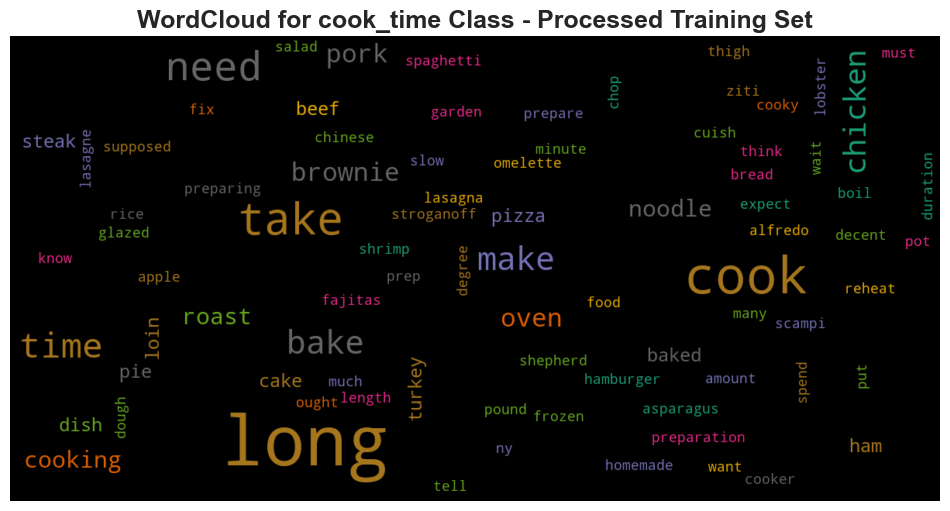 WordCloud for cook_time Class - Processed Training Set
salad
need
pork
spaghetti
thigh
must
chicken
lobster
chop
ziti
cooky
fix
beef
garden
prepare
steak
lasagne
supposed
chinese
minute
cuish
think
wait
slow
omelette
brownie
bread
duration
preparing
lasagna
boil
rice
take
stroganoff
pizza
noodle
expect
glazed
alfredo
decent
pot
know
shrimp
make
apple
prep
degree
cook
reheat
fajitas
food
roast
oven
many
scampi
time
loin
bake
baked
pie
shepherd
turkey
cake
much
hamburger
amount
spend
put
ought
length
dish
dough
long
pound
frozen
asparagus
cooking
ny
preparation
ham
homemade
want
cooker
tell